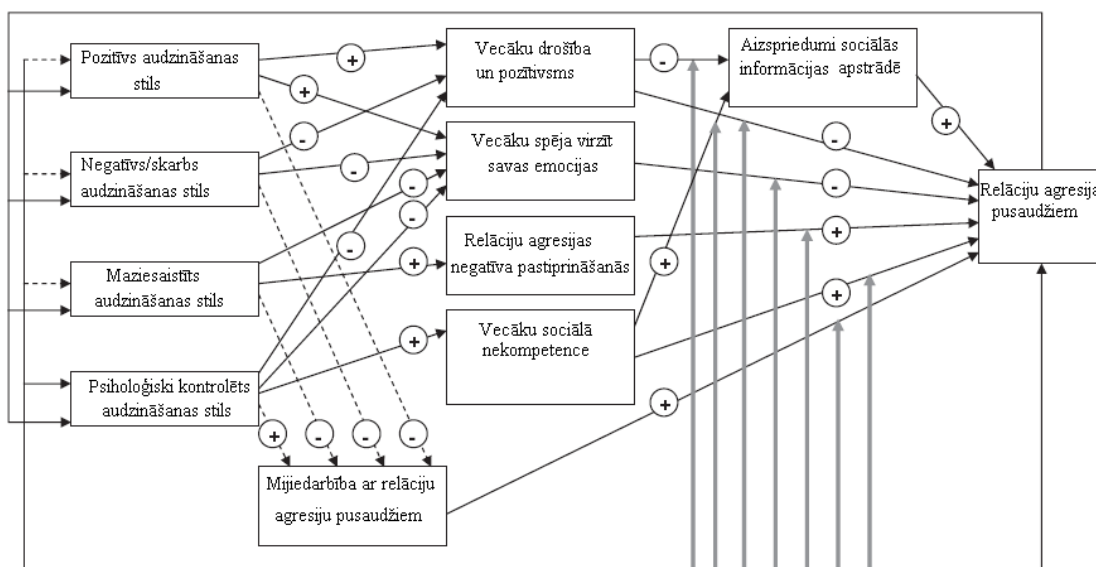 Pozitīvs audzināšanas
stils
Negatīvs/skarbs
audzināšanas stils
Maziesaistīts
audzināšanas stils
Psiholoģiski kontrolēts
audzināšanas stils
Vecāku drošība
un pozītīvsms
Vecāku spēja virzīt
savas emocijas
Relāciju agresijas
negatīva pastiprināšanās
Vecāku sociālā
nekompetence
Mijiedarbība ar relāciju
agresiju pusaudžiem
Aizspriedumi sociālās
informācijas apstrādē
Relāciju agresija
pusaudžiem
+
+
-
-
-
-
-
+
+
+
-
-
-
-
+
+
-
-
+
+
+